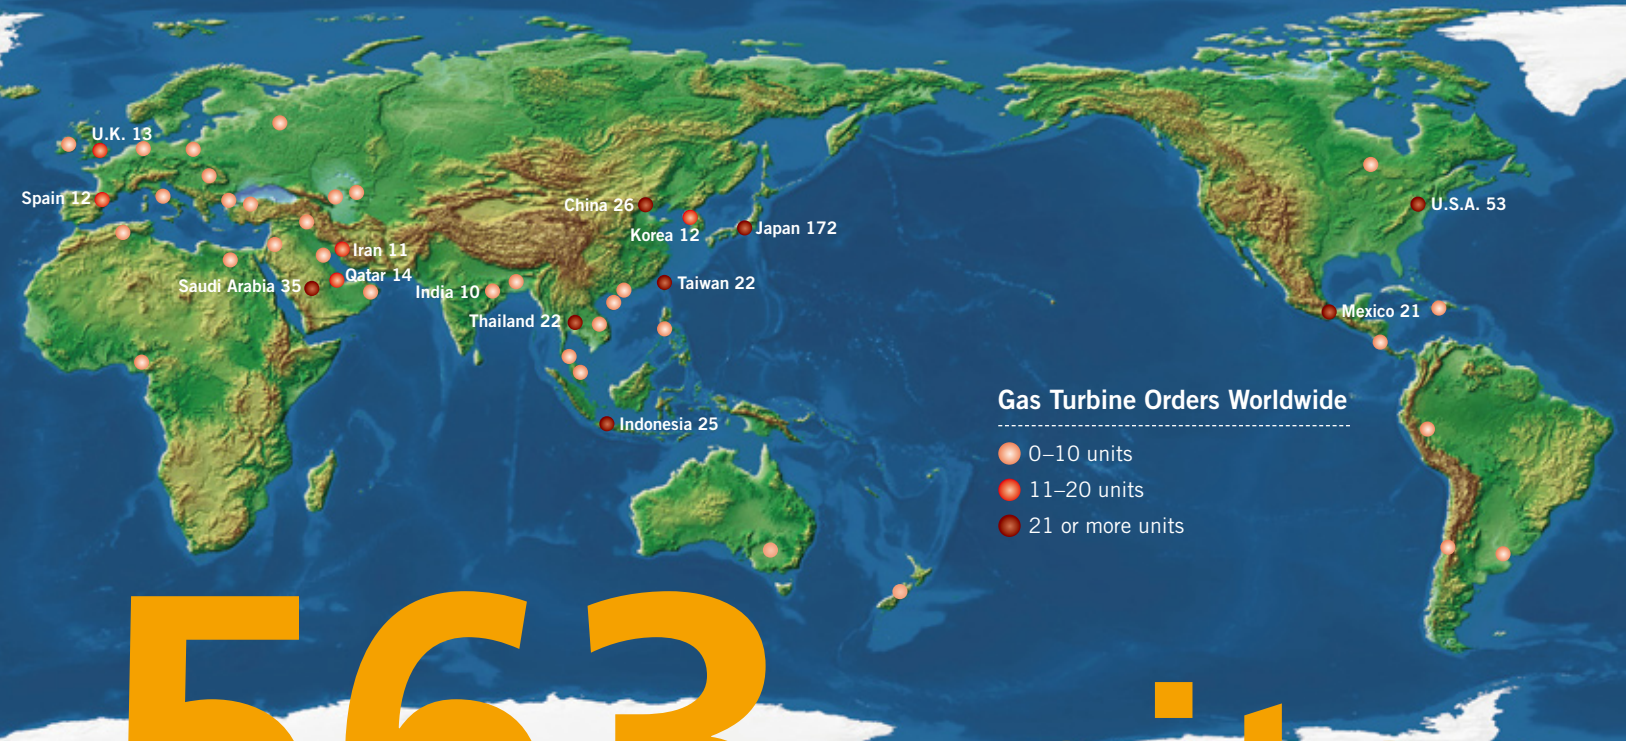 U.K. 13
Spain 12
China 26
Korea 12
Japan 172
U.S.A. 53
Iran 11
Qatar 14
Saudi Arabia 35
India 10
Taiwan 22
Thailand 22
Mexico 21
Indonesia 25
Gas Turbine Orders Worldwide
0–10 units
11–20 units
21 or more units
563